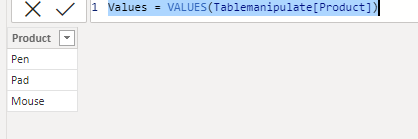 1 Values = VALUES(Tablemanipulate[Product])
Product
Pen
Pad
Mouse